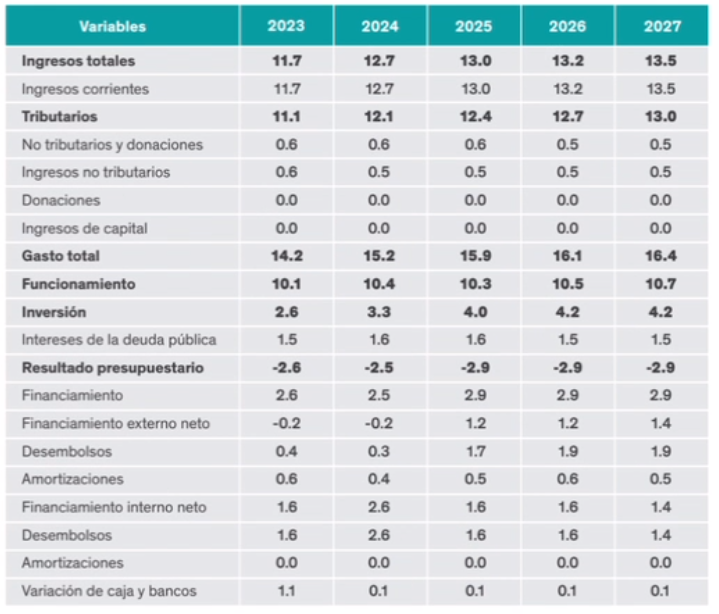 Variables 2023 2024 2025 2026 2027
Ingresos totales 11.7 12.7 13.0 13.2 13.5
Ingresos corrientes 11.7 12.7 13.0 13.2 13.5
Tributarios 11.1 12.1 12.4 12.7 13.0
No tributarios y donaciones 0.6 0.6 0.6 0.5 0.5
Ingresos no tributarios 0.6 0.5 0.5 0.5 0.5
Donaciones 0.0 0.0 0.0 0.0 0.0
Ingresos de capital 0.0 0.0 0.0 0.0 0.0
Gasto total 14.2 15.2 15.9 16.1 16.4
Funcionamiento 10.1 10.4 10.3 10.5 10.7
Inversión 2.6 3.3 4.0 4.2 4.2
Intereses de la deuda pública 1.5 1.6 1.6 1.5 1.5
Resultado presupuestario -2.6 -2.5 -2.9 -2.9 -2.9
Financiamiento 2.6 2.5 2.9 2.9 2.9
Financiamiento externo neto -0.2 -0.2 1.2 1.2 1.4
Desembolsos 0.4 0.3 1.7 1.9 1.9
Amortizaciones 0.6 0.4 0.5 0.6 0.5
Financiamiento interno neto 1.6 2.6 1.6 1.6 1.4
Desembolsos 1.6 2.6 1.6 1.6 1.4
Amortizaciones 0.0 0.0 0.0 0.0 0.0
Variación de caja y bancos 1.1 0.1 0.1 0.1 0.1